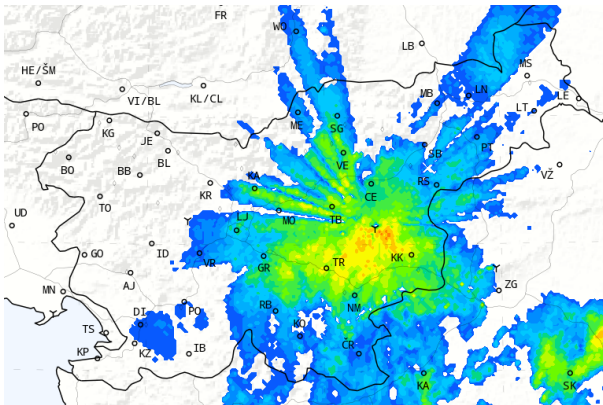 FR
WO
LB
HE/ŠM
MS
VI/BL
KL/CL
MB
LN
LE
LT
PO
KG
ME
SG
JE
BO
BL
VE
SB
PT
BB
KA
VŽ
KR
CE
RS
TO
MO
TB
UD
LJ
GO
ID
VR
GR
TR
KK
AJ
MN
ZG
DI
PO
RB
NM
TS
KO
KP
KZ
IB
ČR
KA
SK